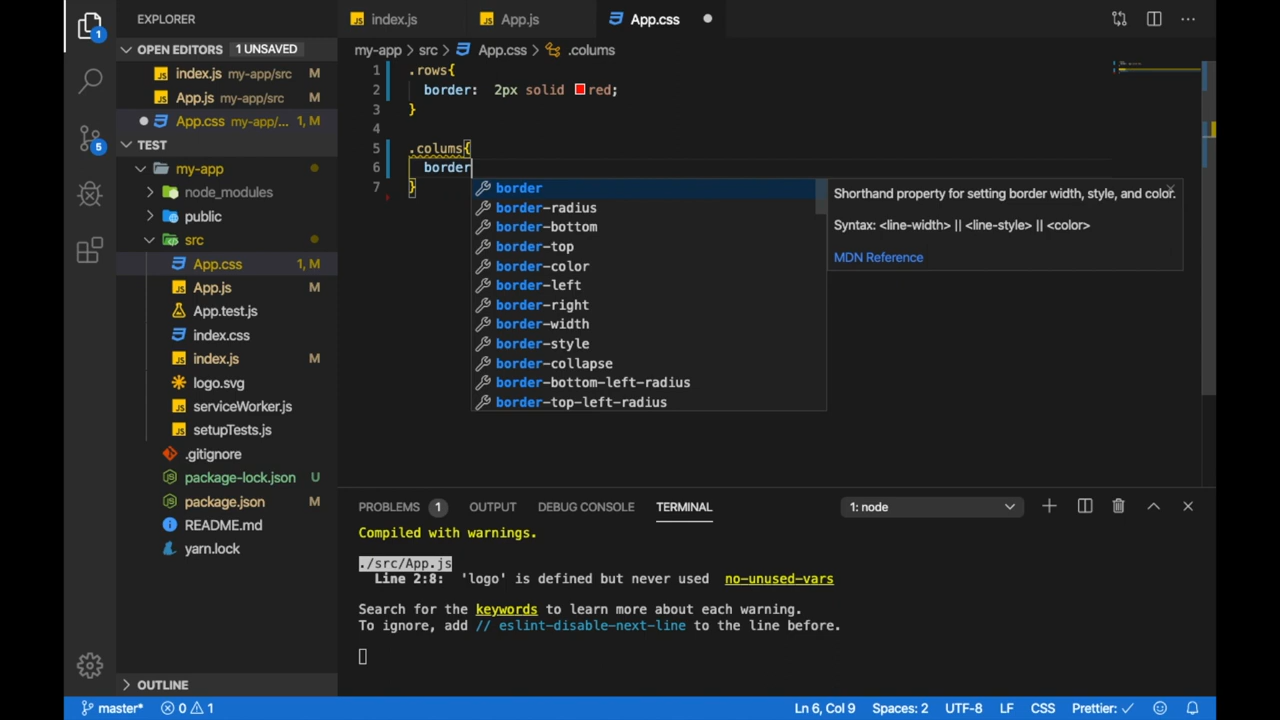 EXPLORER
OPEN EDITORS 1 UNSAVED
index.js my-app/src M
App.js my-app/src M
App.css my-app/... 1, M
TEST
my-app
node_modules
public
src
App.css 1, M
App.js M
App.test.js
index.css
index.js M
logo.svg
serviceWorker.js
setupTests.js
.gitignore
package-lock.json U
package.json M
README.md
yarn.lock
OUTLINE
1
5
index.js
App.js
App.css
my-app > src > App.css > .colums
1 .rows{
2 border: 2px solid red;
3 }
4
5 .colums{
6 border
7 }
border
border-radius
border-bottom
border-top
border-color
border-left
border-right
border-width
border-style
border-collapse
border-bottom-left-radius
border-top-left-radius
Shorthand property for setting border width, style, and color.
Syntax: <line-width> || <line-style> || <color>
MDN Reference
PROBLEMS 1 OUTPUT DEBUG CONSOLE TERMINAL 1: node
Compiled with warnings.
./src/App.js
Line 2:8: 'logo' is defined but never used no-unused-vars
Search for the keywords to learn more about each warning.
To ignore, add // eslint-disable-next-line to the line before.
master* 0 1 Ln 6, Col 9 Spaces: 2 UTF-8 LF CSS Prettier: ✓